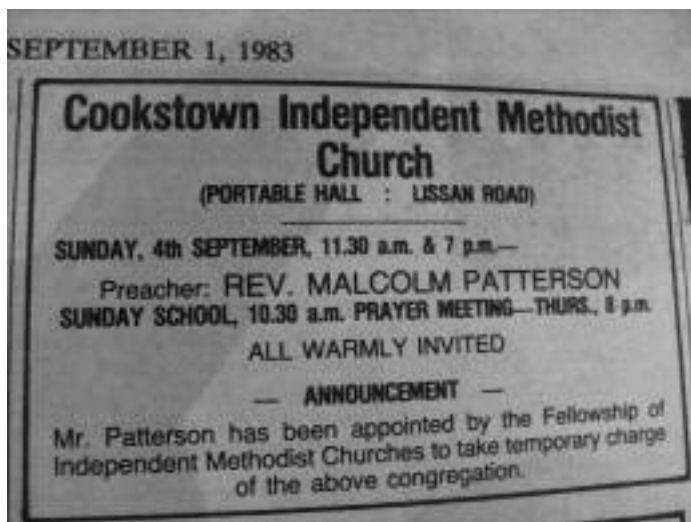 SEPTEMBER 1, 1983
Cookstown Independent Methodist
Church
(PORTABLE HALL : LISSAN ROAD)
SUNDAY, 4th SEPTEMBER, 11.30 a.m. & 7 p.m.—
Preacher: REV. MALCOLM PATTERSON
SUNDAY SCHOOL, 10.30 a.m. PRAYER MEETING—THURS., 8 p.m.
ALL WARMLY INVITED
— ANNOUNCEMENT —
Mr. Patterson has been appointed by the Fellowship of
Independent Methodist Churches to take temporary charge
of the above congregation.